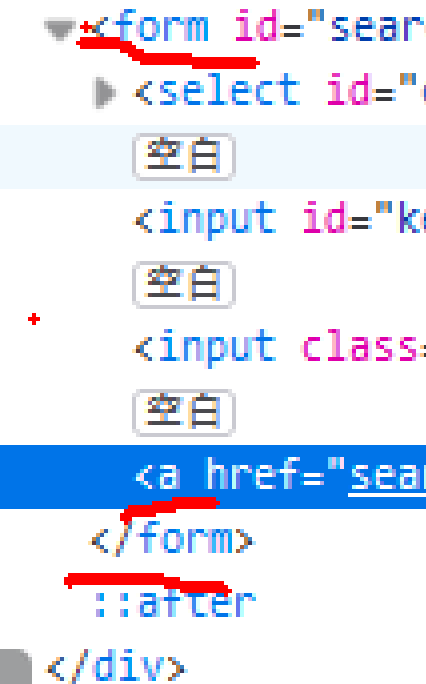 <form id="sear
<select id="
空白
<input id="k
空白
<input class=
空白
<a href="sear
</form>
::after
</div>